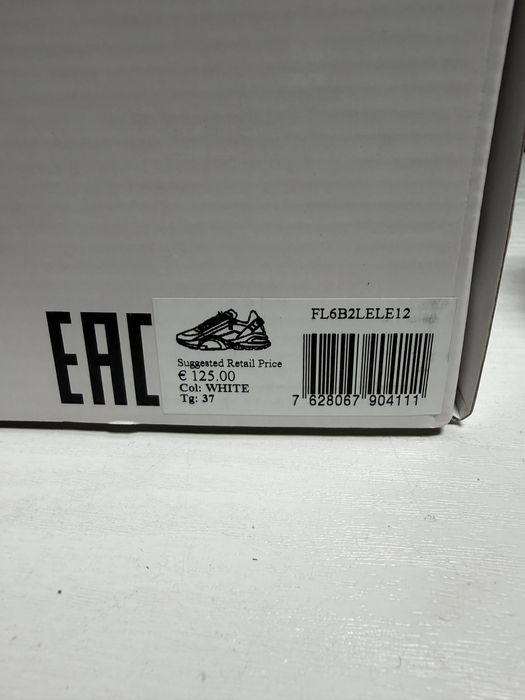 EAC
FL6B2LELE12
Suggested Retail Price
€ 125.00
Col: WHITE
Tg: 37
7 628067 904111